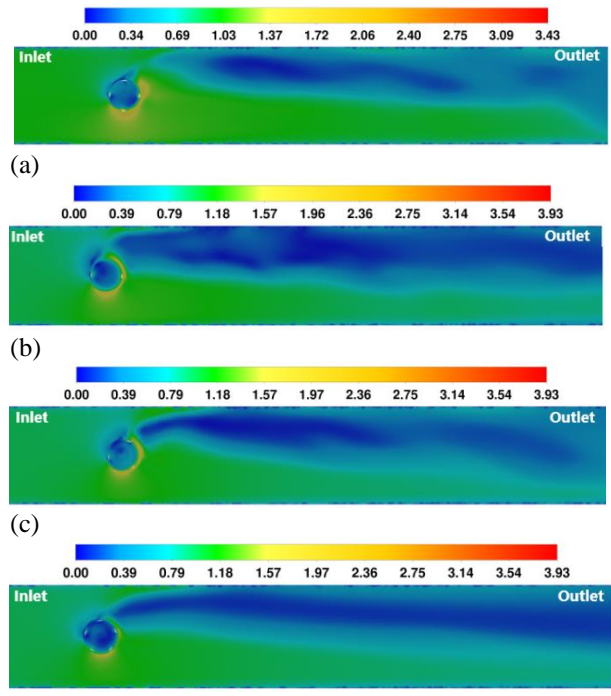 0.00 0.34 0.69 1.03 1.37 1.72 2.06 2.40 2.75 3.09 3.43
Inlet Outlet
(a)
0.00 0.39 0.79 1.18 1.57 1.96 2.36 2.75 3.14 3.54 3.93
Inlet Outlet
(b)
0.00 0.39 0.79 1.18 1.57 1.97 2.36 2.75 3.14 3.54 3.93
Inlet Outlet
(c)
0.00 0.39 0.79 1.18 1.57 1.97 2.36 2.75 3.14 3.54 3.93
Inlet Outlet